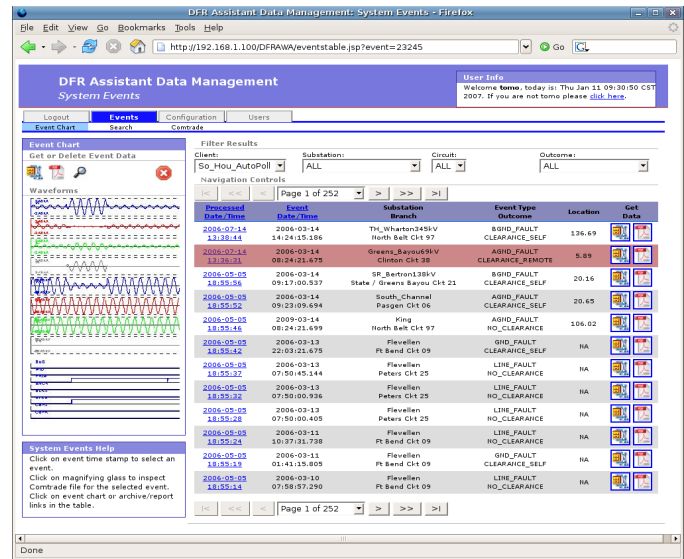 DFR Assistant Data Management: System Events - Firefox
File Edit View Go Bookmarks Tools Help
http://192.168.1.100/DFRAWA/eventstable.jsp?event=23245
Go
DFR Assistant Data Management
System Events
User Info
Welcome tomo, today is: Thu Jan 11 09:30:50 CST
2007. If you are not tomo please click here.
Logout Events Configuration Users
Event Chart Search Comtrade
Event Chart
Get or Delete Event Data
Waveforms
System Events Help
Click on event time stamp to select an
event.
Click on magnifying glass to inspect
Comtrade file for the selected event.
Click on event chart or archive/report
links in the table.
Filter Results
Client: Substation: Circuit: Outcome:
So_Hou_AutoPoll ALL ALL ALL
Navigation Controls
|< << < Page 1 of 252 > >> >|
Processed Event Substation Event Type Location Get
Date/Time Date/Time Branch Outcome Data
2006-07-14 2006-03-14 TH_Wharton345kV BGND_FAULT 136.69
13:38:44 14:24:15.186 North Belt Ckt 97 CLEARANCE_SELF
2006-07-14 2006-03-14 Greens_Bayou69kV AGND_FAULT 5.89
13:36:31 08:24:21.675 Clinton Ckt 38 CLEARANCE_REMOTE
2006-05-05 2006-03-14 SR_Bertron138kV BGND_FAULT 20.16
18:55:56 09:17:00.537 State / Greens Bayou Ckt 21 CLEARANCE_SELF
2006-05-05 2006-03-14 South_Channel AGND_FAULT 20.65
18:55:52 09:23:09.694 Pasgen Ckt 06 CLEARANCE_SELF
2006-05-05 2009-03-14 King AGND_FAULT 106.02
18:55:46 08:24:21.699 North Belt Ckt 97 NO_CLEARANCE
2006-05-05 2006-03-13 Flevellen GND_FAULT NA
18:55:42 22:03:21.675 Ft Bend Ckt 09 CLEARANCE_SELF
2006-05-05 2006-03-13 Flevellen LINE_FAULT NA
18:55:37 07:50:45.144 Peters Ckt 25 NO_CLEARANCE
2006-05-05 2006-03-13 Flevellen LINE_FAULT NA
18:55:32 07:50:00.936 Peters Ckt 25 NO_CLEARANCE
2006-05-05 2006-03-13 Flevellen LINE_FAULT NA
18:55:28 07:50:00.405 Peters Ckt 25 NO_CLEARANCE
2006-05-05 2006-03-11 Flevellen LINE_FAULT NA
18:55:24 10:37:31.738 Ft Bend Ckt 09 NO_CLEARANCE
2006-05-05 2006-03-11 Flevellen GND_FAULT NA
18:55:19 01:41:15.805 Ft Bend Ckt 09 CLEARANCE_SELF
2006-05-05 2006-03-10 Flevellen LINE_FAULT NA
18:55:14 07:58:57.290 Ft Bend Ckt 09 NO_CLEARANCE
|< << < Page 1 of 252 > >> >|
Done